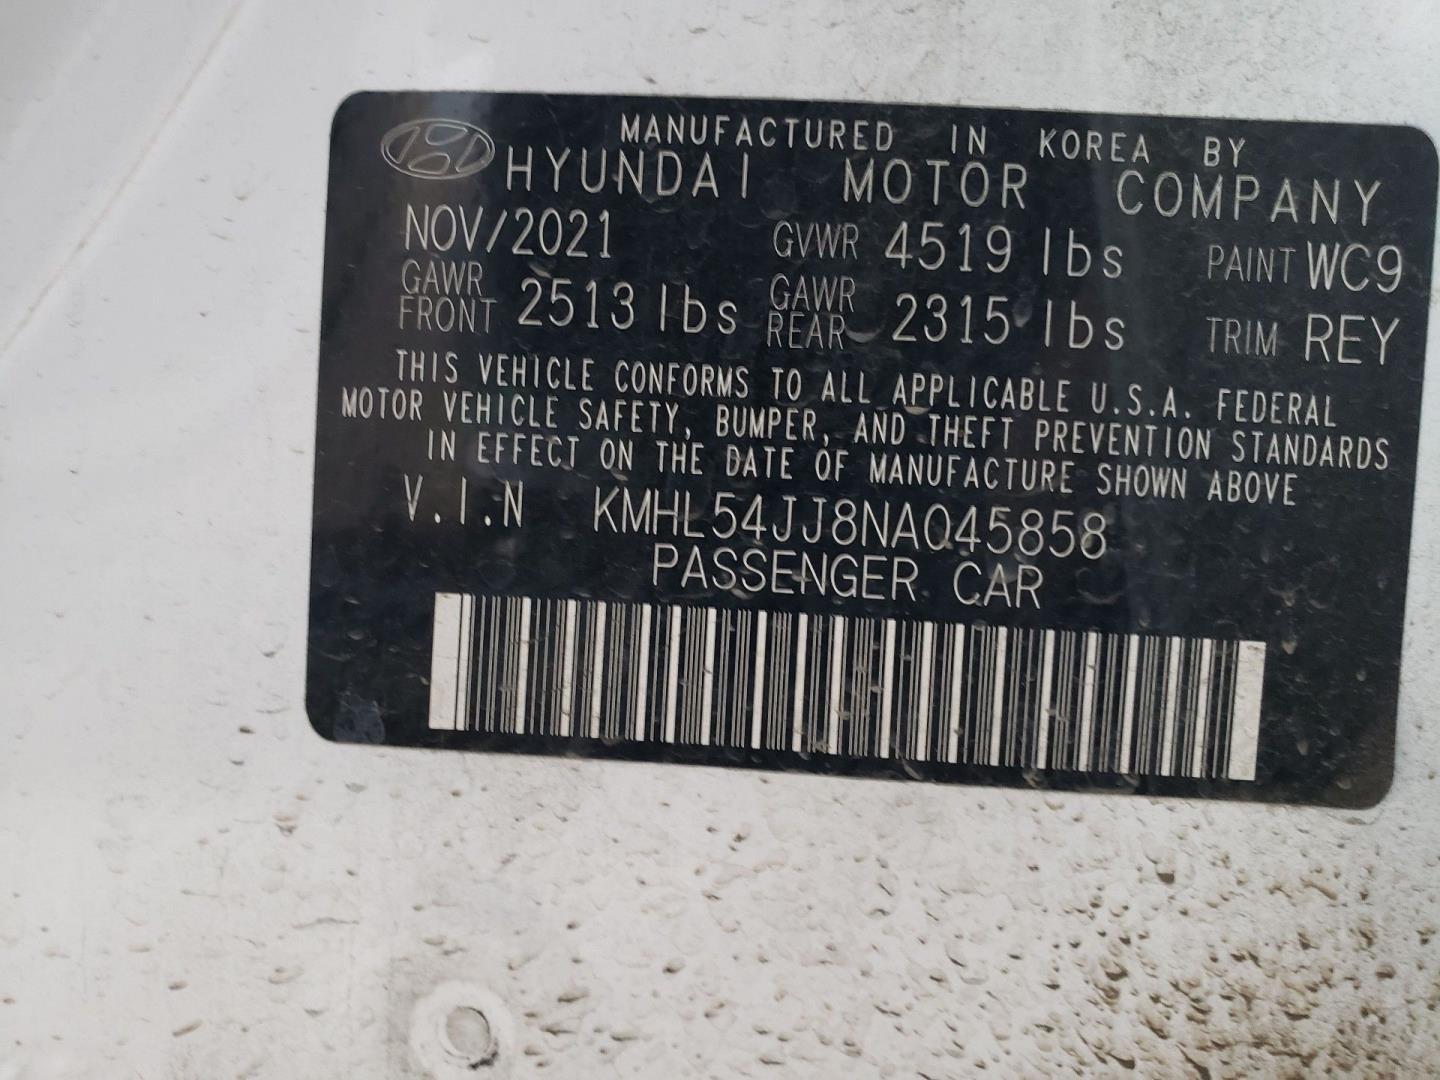 MANUFACTURED IN KOREA BY
HYUNDAI MOTOR COMPANY
NOV/2021 GVWR 4519 lbs PAINT WC9
GAWR FRONT 2513 lbs GAWR REAR 2315 lbs TRIM REY
THIS VEHICLE CONFORMS TO ALL APPLICABLE U.S.A. FEDERAL
MOTOR VEHICLE SAFETY, BUMPER, AND THEFT PREVENTION STANDARDS
IN EFFECT ON THE DATE OF MANUFACTURE SHOWN ABOVE
V.I.N KMHL54JJ8NA045858
PASSENGER CAR